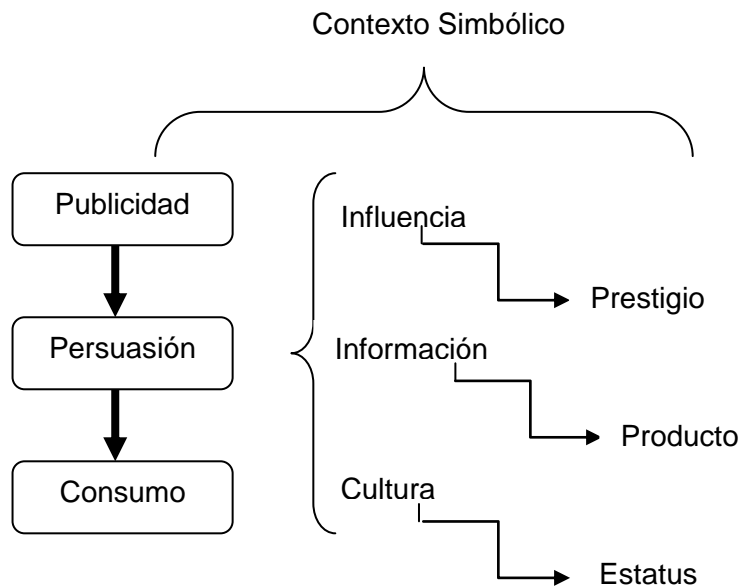 Contexto Simbólico
Publicidad
Persuasión
Consumo
Influencia
Prestigio
Información
Producto
Cultura
Estatus